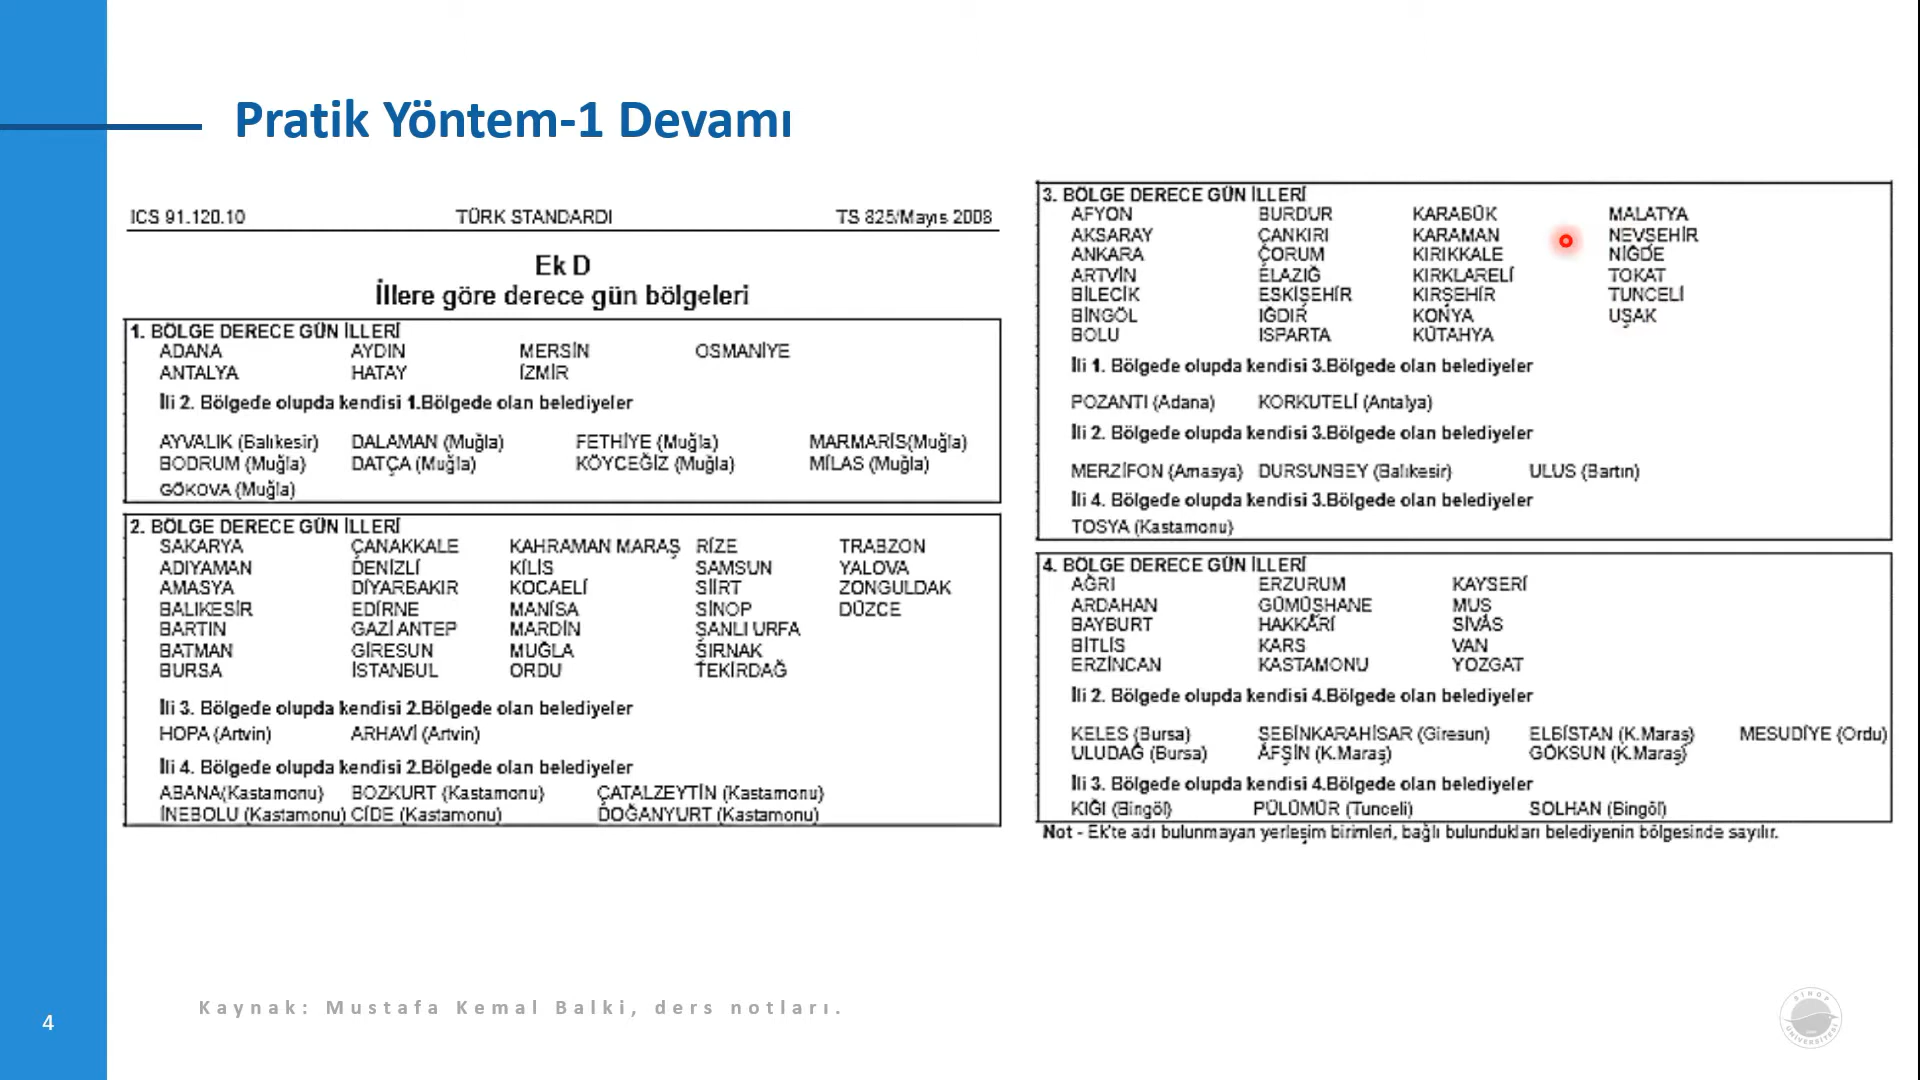 Pratik Yöntem-1 Devamı
ICS 91.120.10 TÜRK STANDARDI TS 825/Mayıs 2008
Ek D
İllere göre derece gün bölgeleri
1. BÖLGE DERECE GÜN İLLERİ
ADANA AYDIN MERSİN OSMANİYE
ANTALYA HATAY İZMİR
İli 2. Bölgede olupda kendisi 1.Bölgede olan belediyeler
AYVALIK (Balıkesir) DALAMAN (Muğla) FETHİYE (Muğla) MARMARİS(Muğla)
BODRUM (Muğla) DATÇA (Muğla) KÖYCEĞİZ (Muğla) MİLAS (Muğla)
GÖKOVA (Muğla)
2. BÖLGE DERECE GÜN İLLERİ
SAKARYA ÇANAKKALE KAHRAMAN MARAŞ RİZE TRABZON
ADIYAMAN DENİZLİ KİLİS SAMSUN YALOVA
AMASYA DİYARBAKIR KOCAELİ SİİRT ZONGULDAK
BALIKESİR EDİRNE MANİSA SİNOP DÜZCE
BARTIN GAZİ ANTEP MARDİN ŞANLI URFA
BATMAN GİRESUN MUĞLA ŞIRNAK
BURSA İSTANBUL ORDU TEKİRDAĞ
İli 3. Bölgede olupda kendisi 2.Bölgede olan belediyeler
HOPA (Artvin) ARHAVİ (Artvin)
İli 4. Bölgede olupda kendisi 2.Bölgede olan belediyeler
ABANA(Kastamonu) BOZKURT (Kastamonu) ÇATALZEYTİN (Kastamonu)
İNEBOLU (Kastamonu) CİDE (Kastamonu) DOĞANYURT (Kastamonu)
3. BÖLGE DERECE GÜN İLLERİ
AFYON BURDUR KARABÜK MALATYA
AKSARAY ÇANKIRI KARAMAN NEVŞEHİR
ANKARA ÇORUM KIRIKKALE NİĞDE
ARTVİN ELAZIĞ KIRKLARELİ TOKAT
BİLECİK ESKİŞEHİR KIRŞEHİR TUNCELİ
BİNGÖL IĞDIR KONYA UŞAK
BOLU ISPARTA KÜTAHYA
İli 1. Bölgede olupda kendisi 3.Bölgede olan belediyeler
POZANTI (Adana) KORKUTELİ (Antalya)
İli 2. Bölgede olupda kendisi 3.Bölgede olan belediyeler
MERZİFON (Amasya) DURSUNBEY (Balıkesir) ULUS (Bartın)
İli 4. Bölgede olupda kendisi 3.Bölgede olan belediyeler
TOSYA (Kastamonu)
4. BÖLGE DERECE GÜN İLLERİ
AĞRI ERZURUM KAYSERİ
ARDAHAN GÜMÜŞHANE MUŞ
BAYBURT HAKKARİ SİVAS
BİTLİS KARS VAN
ERZİNCAN KASTAMONU YOZGAT
İli 2. Bölgede olupda kendisi 4.Bölgede olan belediyeler
KELES (Bursa) ŞEBİNKARAHİSAR (Giresun) ELBİSTAN (K.Maraş) MESUDİYE (Ordu)
ULUDAĞ (Bursa) AFŞİN (K.Maraş) GÖKSUN (K.Maraş)
İli 3. Bölgede olupda kendisi 4.Bölgede olan belediyeler
KIĞI (Bingöl) PÜLÜMÜR (Tunceli) SOLHAN (Bingöl)
Not - Ek'te adı bulunmayan yerleşim birimleri, bağlı bulundukları belediyenin bölgesinde sayılır.
Kaynak: Mustafa Kemal Balki, ders notları.
4
SİNOP
ÜNİVERSİTESİ